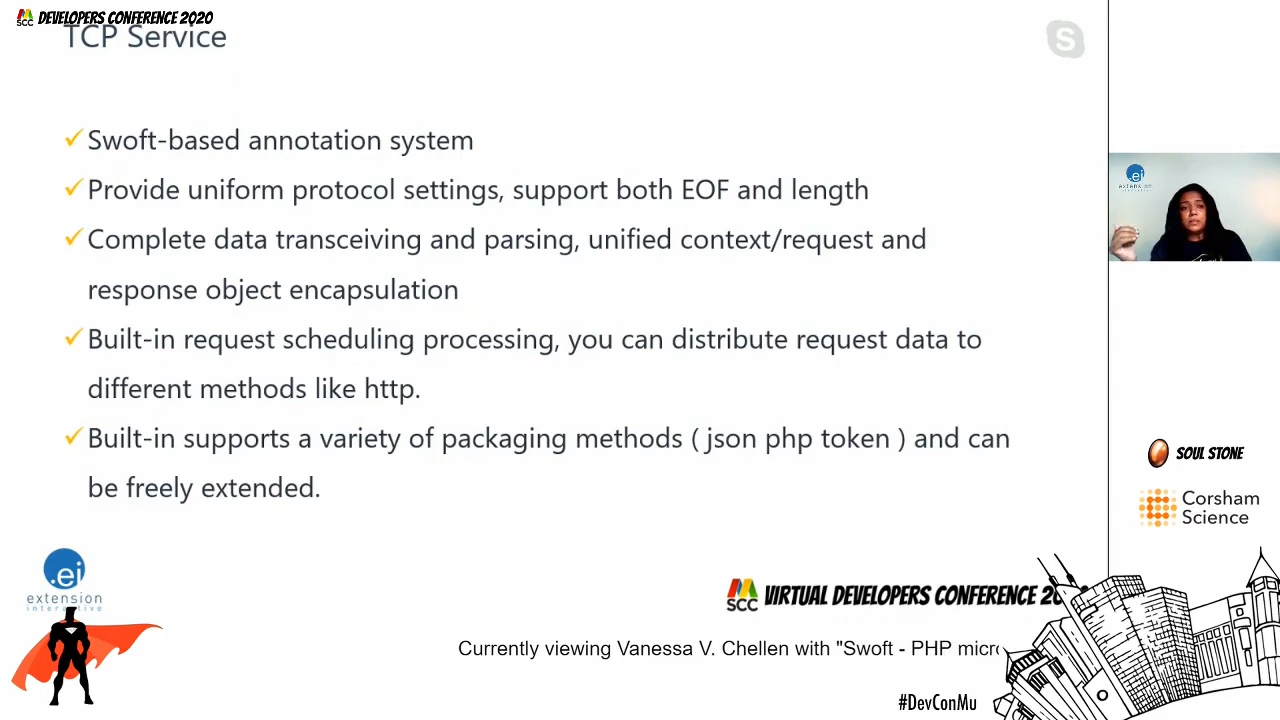 SCC DEVELOPERS CONFERENCE 2020
TCP Service
Swoft-based annotation system
Provide uniform protocol settings, support both EOF and length
Complete data transceiving and parsing, unified context/request and
response object encapsulation
Built-in request scheduling processing, you can distribute request data to
different methods like http.
Built-in supports a variety of packaging methods ( json php token ) and can
be freely extended.
.ei
extension
interactive
.ei
extension
SOUL STONE
Corsham
Science
SCC VIRTUAL DEVELOPERS CONFERENCE
Currently viewing Vanessa V. Chellen with "Swoft - PHP micro
#DevConMu